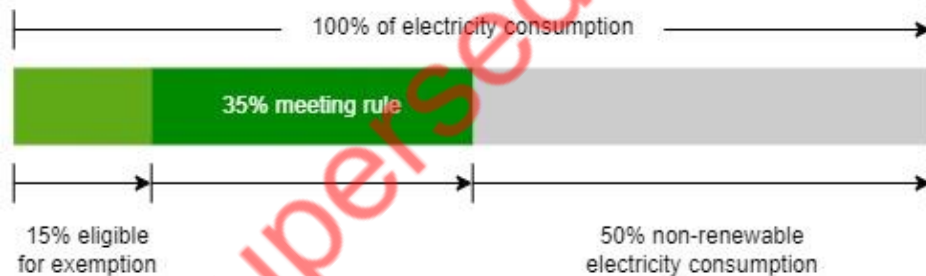 100% of electricity consumption
35% meeting rule
15% eligible
for exemption
50% non-renewable
electricity consumption